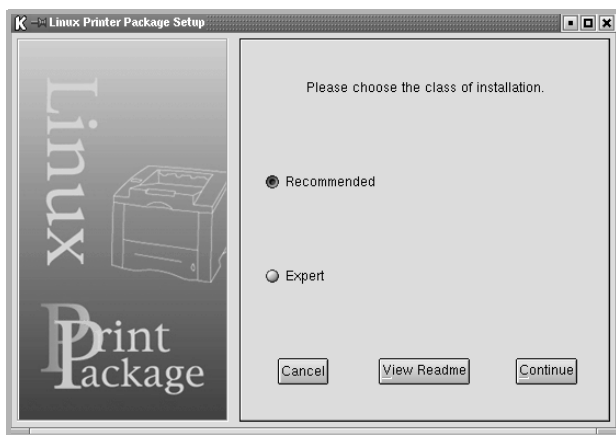 Linux Printer Package Setup
Linux
Print
Package
Please choose the class of installation.
Recommended
Expert
Cancel
View Readme
Continue